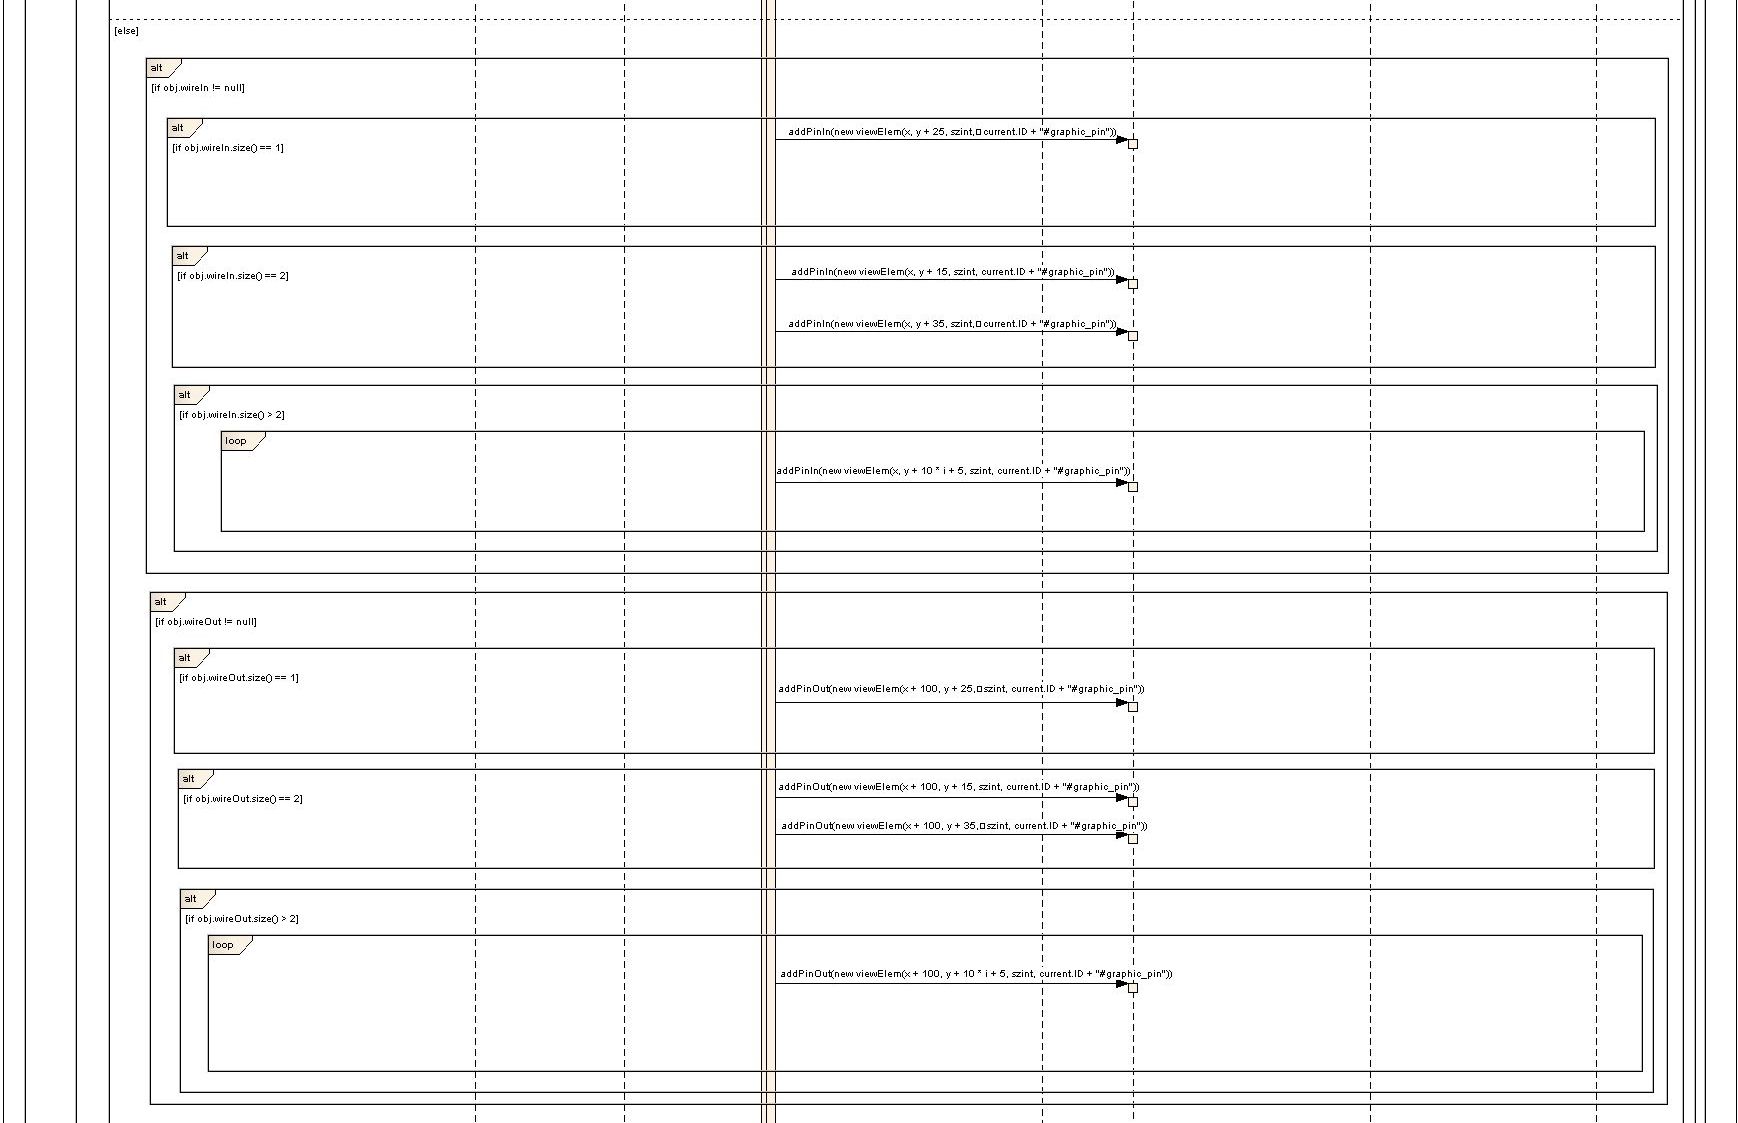 [else]
alt
[if obj.wireIn != null]
alt
[if obj.wireIn.size() == 1]
addPinIn(new viewElem(x, y + 25, szint,▯current.ID + "#graphic_pin"))
alt
[if obj.wireIn.size() == 2]
addPinIn(new viewElem(x, y + 15, szint, current.ID + "#graphic_pin"))
addPinIn(new viewElem(x, y + 35, szint,▯current.ID + "#graphic_pin"))
alt
[if obj.wireIn.size() > 2]
loop
addPinIn(new viewElem(x, y + 10 * i + 5, szint, current.ID + "#graphic_pin"))
alt
[if obj.wireOut != null]
alt
[if obj.wireOut.size() == 1]
addPinOut(new viewElem(x + 100, y + 25,▯szint, current.ID + "#graphic_pin"))
alt
[if obj.wireOut.size() == 2]
addPinOut(new viewElem(x + 100, y + 15, szint, current.ID + "#graphic_pin"))
addPinOut(new viewElem(x + 100, y + 35,▯szint, current.ID + "#graphic_pin"))
alt
[if obj.wireOut.size() > 2]
loop
addPinOut(new viewElem(x + 100, y + 10 * i + 5, szint, current.ID + "#graphic_pin"))